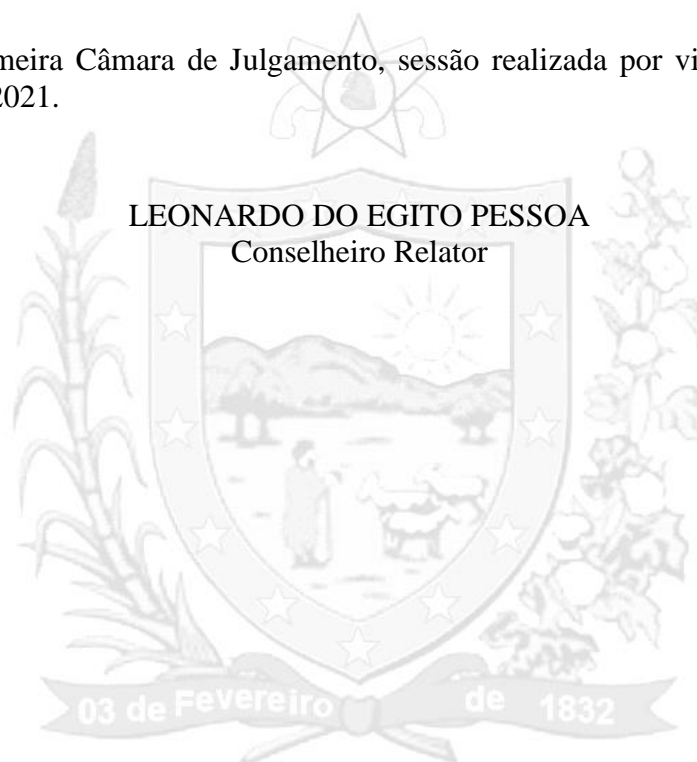 meira Câmara de Julgamento, sessão realizada por vi
2021.
LEONARDO DO EGITO PESSOA
Conselheiro Relator
03 de Fevereiro de 1832